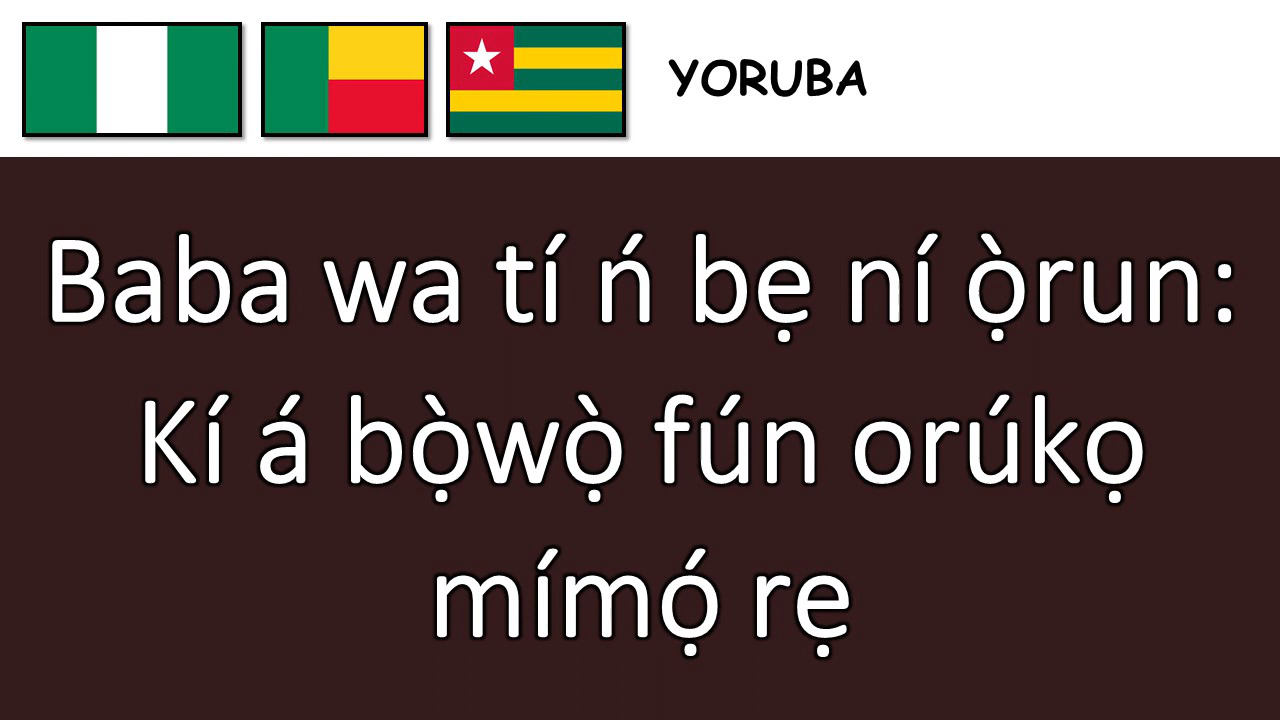 YORUBA
Baba wa tí ń bẹ ní ọ̀run:
Kí á bọ̀wọ̀ fún orúkọ
mímọ́ rẹ